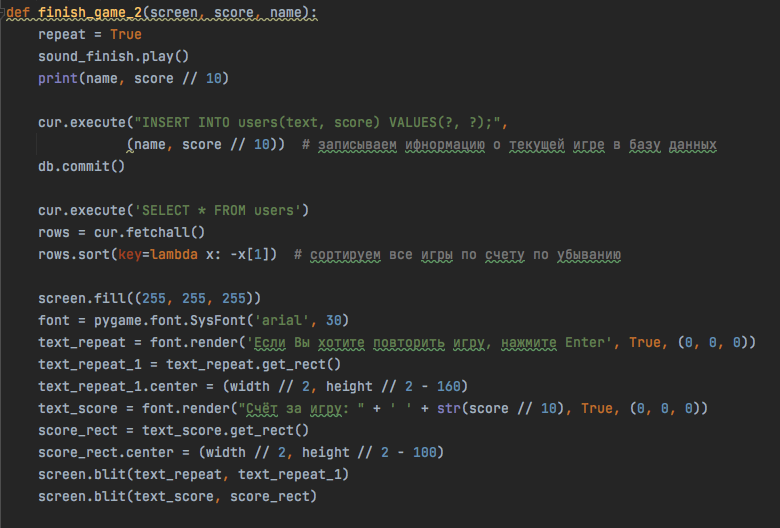 def finish_game_2(screen, score, name):
    repeat = True
    sound_finish.play()
    print(name, score // 10)

    cur.execute("INSERT INTO users(text, score) VALUES(?, ?);",
                (name, score // 10))  # записываем ифнормацию о текущей игре в базу данных
    db.commit()

    cur.execute('SELECT * FROM users')
    rows = cur.fetchall()
    rows.sort(key=lambda x: -x[1])  # сортируем все игры по счету по убыванию

    screen.fill((255, 255, 255))
    font = pygame.font.SysFont('arial', 30)
    text_repeat = font.render('Если Вы хотите повторить игру, нажмите Enter', True, (0, 0, 0))
    text_repeat_1 = text_repeat.get_rect()
    text_repeat_1.center = (width // 2, height // 2 - 160)
    text_score = font.render("Счёт за игру: " + ' ' + str(score // 10), True, (0, 0, 0))
    score_rect = text_score.get_rect()
    score_rect.center = (width // 2, height // 2 - 100)
    screen.blit(text_repeat, text_repeat_1)
    screen.blit(text_score, score_rect)